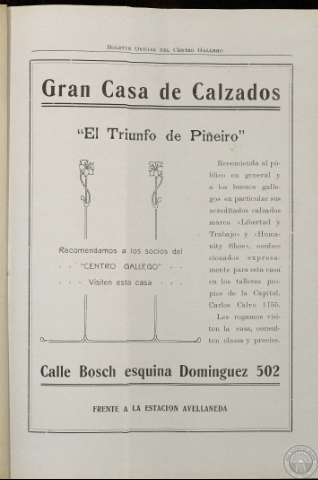 BOLETIN OFICIAL DEL CENTRO GALLEGO
Gran Casa de Calzados
"El Triunfo de Piñeiro"
Recomienda al pú-
blico en general y
a los buenos galle-
gos en particular sus
acreditados calzados
marca «Libertad y
Trabajo» y «Huma-
nity Shoe», confec-
cionados expresa-
mente para esta casa
en los talleres pro-
pios de la Capital,
Carlos Calvo 1755.
Les rogamos visi-
ten la casa, consul-
ten clases y precios.
Recomendamos a los socios del
"CENTRO GALLEGO"
Visiten esta casa
Calle Bosch esquina Dominguez 502
FRENTE A LA ESTACION AVELLANEDA